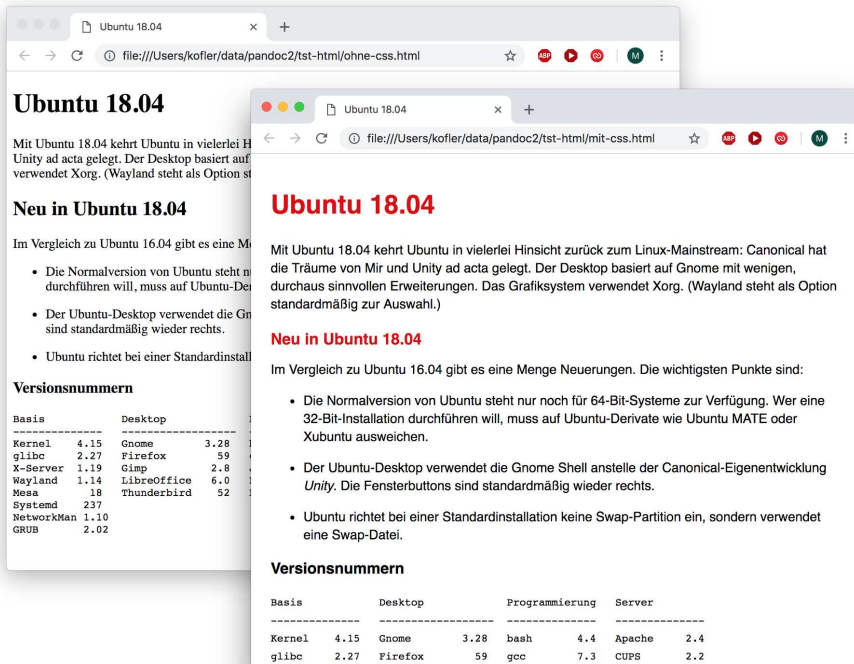 Ubuntu 18.04
file:///Users/kofler/data/pandoc2/tst-html/ohne-css.html
ABP
M
Ubuntu 18.04
Mit Ubuntu 18.04 kehrt Ubuntu in vielerlei H
Unity ad acta gelegt. Der Desktop basiert auf
verwendet Xorg. (Wayland steht als Option st
Neu in Ubuntu 18.04
Im Vergleich zu Ubuntu 16.04 gibt es eine Me
• Die Normalversion von Ubuntu steht nu
durchführen will, muss auf Ubuntu-Der
• Der Ubuntu-Desktop verwendet die Gn
sind standardmäßig wieder rechts.
• Ubuntu richtet bei einer Standardinstall
Versionsnummern
Basis Desktop
-------------- ------------------
Kernel 4.15 Gnome 3.28
glibc 2.27 Firefox 59
X-Server 1.19 Gimp 2.8
Wayland 1.14 LibreOffice 6.0
Mesa 18 Thunderbird 52
Systemd 237
NetworkMan 1.10
GRUB 2.02
Ubuntu 18.04
file:///Users/kofler/data/pandoc2/tst-html/mit-css.html
ABP
M
Ubuntu 18.04
Mit Ubuntu 18.04 kehrt Ubuntu in vielerlei Hinsicht zurück zum Linux-Mainstream: Canonical hat
die Träume von Mir und Unity ad acta gelegt. Der Desktop basiert auf Gnome mit wenigen,
durchaus sinnvollen Erweiterungen. Das Grafiksystem verwendet Xorg. (Wayland steht als Option
standardmäßig zur Auswahl.)
Neu in Ubuntu 18.04
Im Vergleich zu Ubuntu 16.04 gibt es eine Menge Neuerungen. Die wichtigsten Punkte sind:
• Die Normalversion von Ubuntu steht nur noch für 64-Bit-Systeme zur Verfügung. Wer eine
32-Bit-Installation durchführen will, muss auf Ubuntu-Derivate wie Ubuntu MATE oder
Xubuntu ausweichen.
• Der Ubuntu-Desktop verwendet die Gnome Shell anstelle der Canonical-Eigenentwicklung
Unity. Die Fensterbuttons sind standardmäßig wieder rechts.
• Ubuntu richtet bei einer Standardinstallation keine Swap-Partition ein, sondern verwendet
eine Swap-Datei.
Versionsnummern
Basis Desktop Programmierung Server
-------------- ------------------ -------------- --------------
Kernel 4.15 Gnome 3.28 bash 4.4 Apache 2.4
glibc 2.27 Firefox 59 gcc 7.3 CUPS 2.2